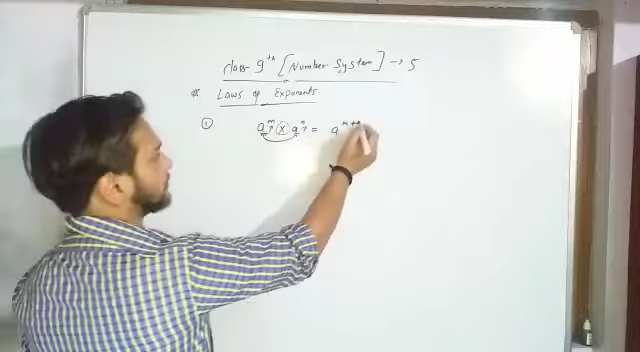 Class 9th [Number System] → 5
* Laws of Exponents
① a^m × a^n = a^m+n